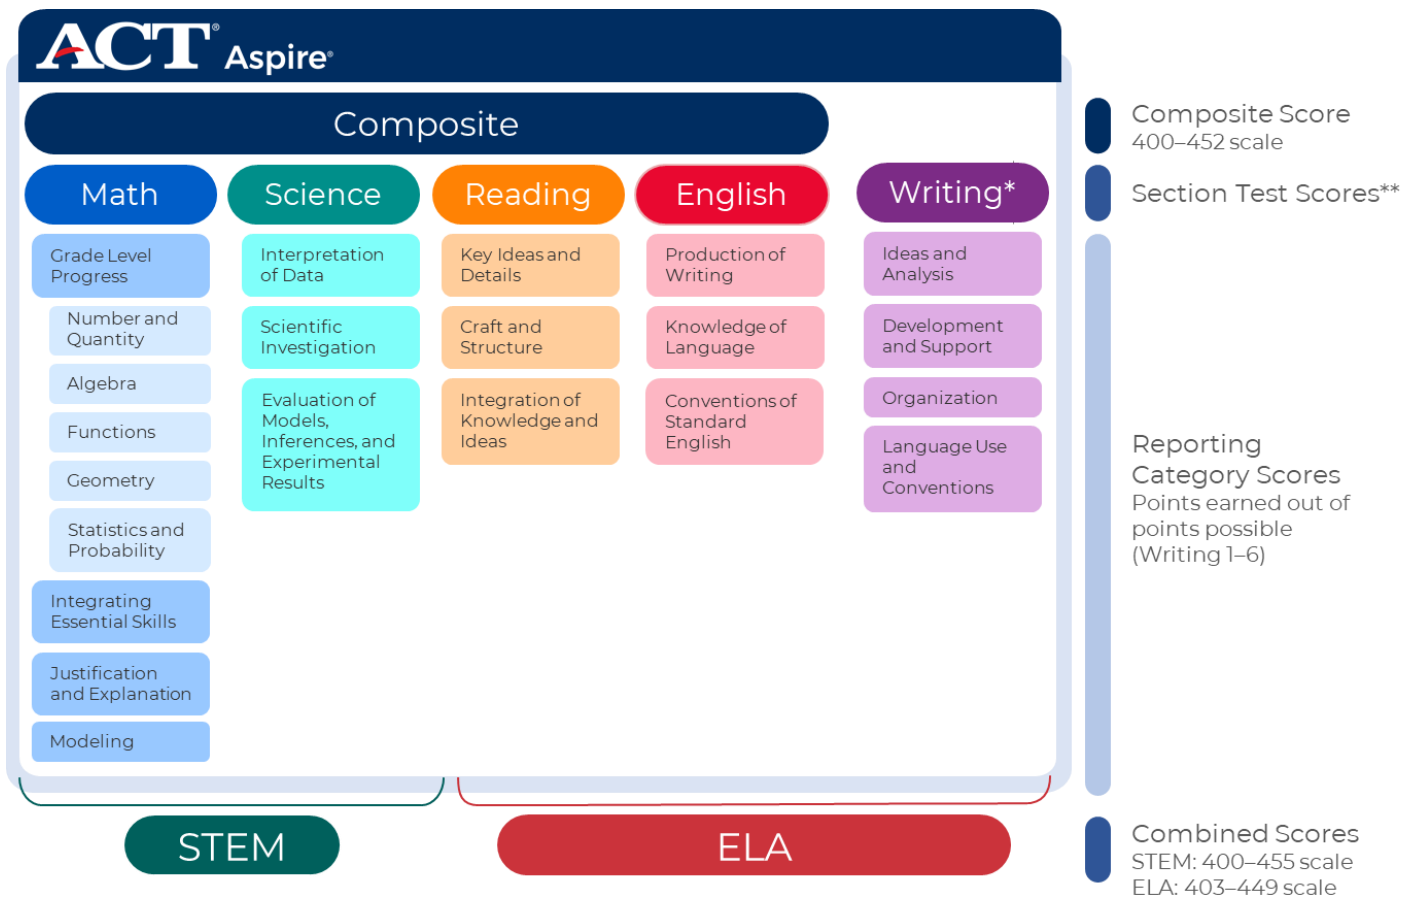 ACT® Aspire®
Composite
Math
Science
Reading
English
Writing*
Grade Level
Progress
Number and
Quantity
Algebra
Functions
Geometry
Statistics and
Probability
Integrating
Essential Skills
Justification
and Explanation
Modeling
Interpretation
of Data
Scientific
Investigation
Evaluation of
Models,
Inferences, and
Experimental
Results
Key Ideas and
Details
Craft and
Structure
Integration of
Knowledge and
Ideas
Production of
Writing
Knowledge of
Language
Conventions of
Standard
English
Ideas and
Analysis
Development
and Support
Organization
Language Use
and
Conventions
STEM
ELA
Composite Score
400–452 scale
Section Test Scores**
Reporting
Category Scores
Points earned out of
points possible
(Writing 1–6)
Combined Scores
STEM: 400–455 scale
ELA: 403–449 scale